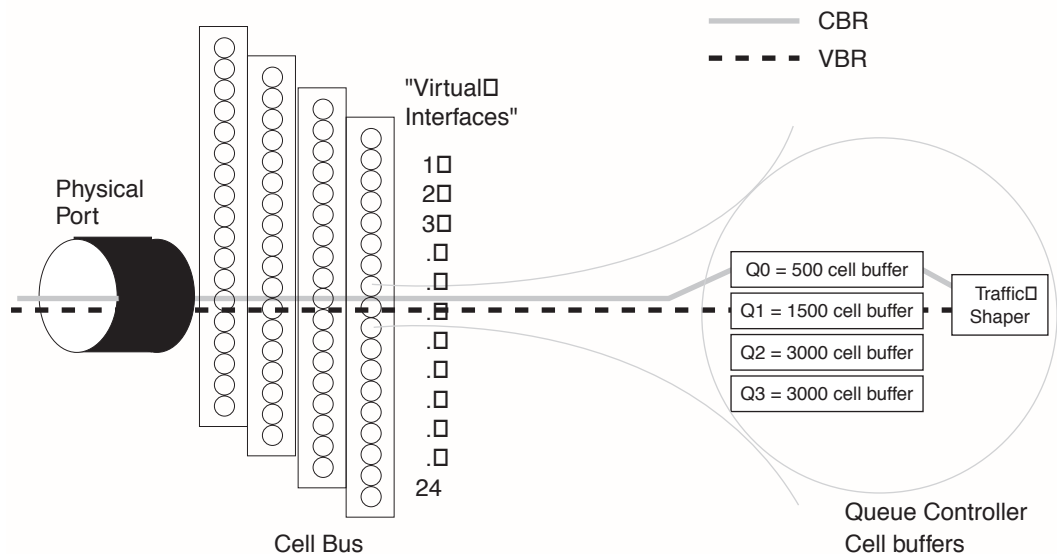 CBR
VBR
"Virtual□
Interfaces"
1□
2□
3□
.□
.□
.□
.□
.□
.□
.□
.□
24
Physical
Port
Q0 = 500 cell buffer
Q1 = 1500 cell buffer
Q2 = 3000 cell buffer
Q3 = 3000 cell buffer
Traffic□
Shaper
Queue Controller
Cell buffers
Cell Bus